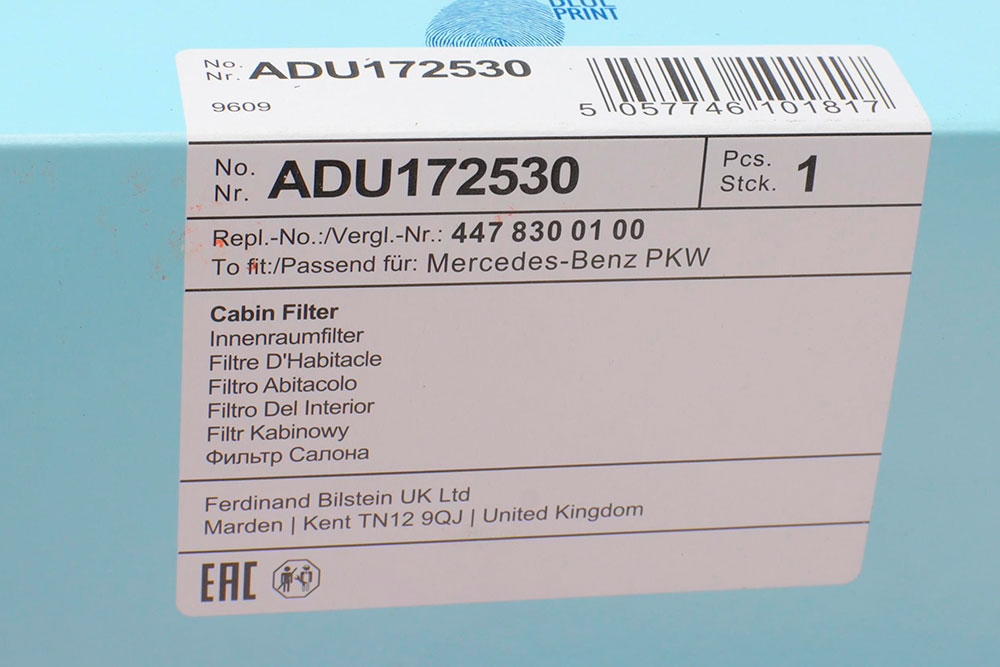 BLUE
PRINT
No.
Nr. ADU172530
9609
5 057746 101817
No.
Nr. ADU172530
Pcs.
Stck. 1
Repl.-No.:/Vergl.-Nr.: 447 830 01 00
To fit:/Passend für: Mercedes-Benz PKW
Cabin Filter
Innenraumfilter
Filtre D'Habitacle
Filtro Abitacolo
Filtro Del Interior
Filtr Kabinowy
Фильтр Салона
Ferdinand Bilstein UK Ltd
Marden | Kent TN12 9QJ | United Kingdom
EAC